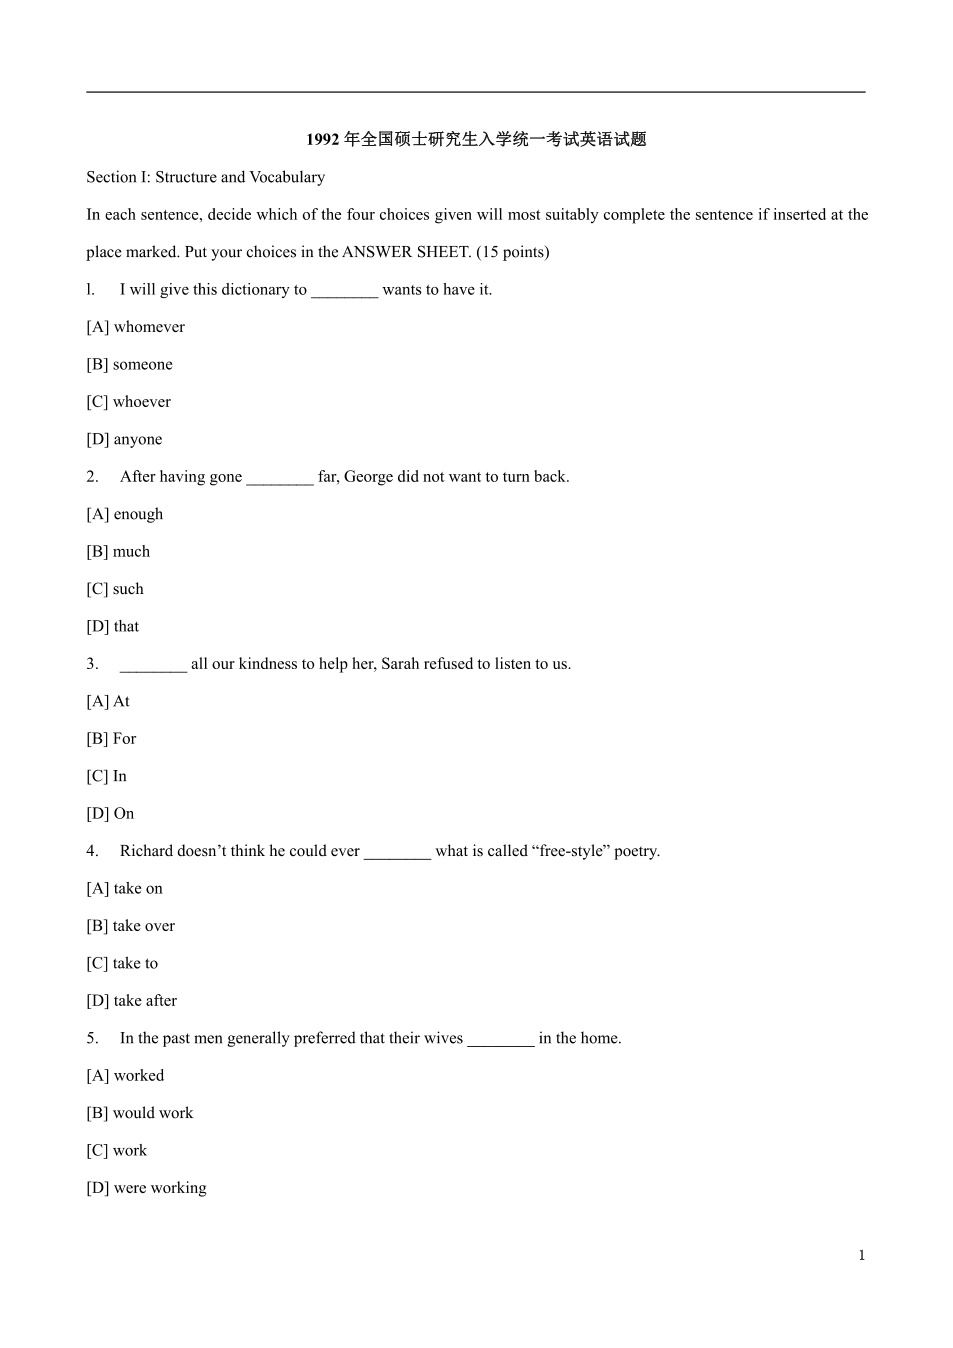 1992 年全国硕士研究生入学统一考试英语试题
Section I: Structure and Vocabulary
In each sentence, decide which of the four choices given will most suitably complete the sentence if inserted at the
place marked. Put your choices in the ANSWER SHEET. (15 points)
l. I will give this dictionary to ________ wants to have it.
[A] whomever
[B] someone
[C] whoever
[D] anyone
2. After having gone ________ far, George did not want to turn back.
[A] enough
[B] much
[C] such
[D] that
3. ________ all our kindness to help her, Sarah refused to listen to us.
[A] At
[B] For
[C] In
[D] On
4. Richard doesn’t think he could ever ________ what is called “free-style” poetry.
[A] take on
[B] take over
[C] take to
[D] take after
5. In the past men generally preferred that their wives ________ in the home.
[A] worked
[B] would work
[C] work
[D] were working
1